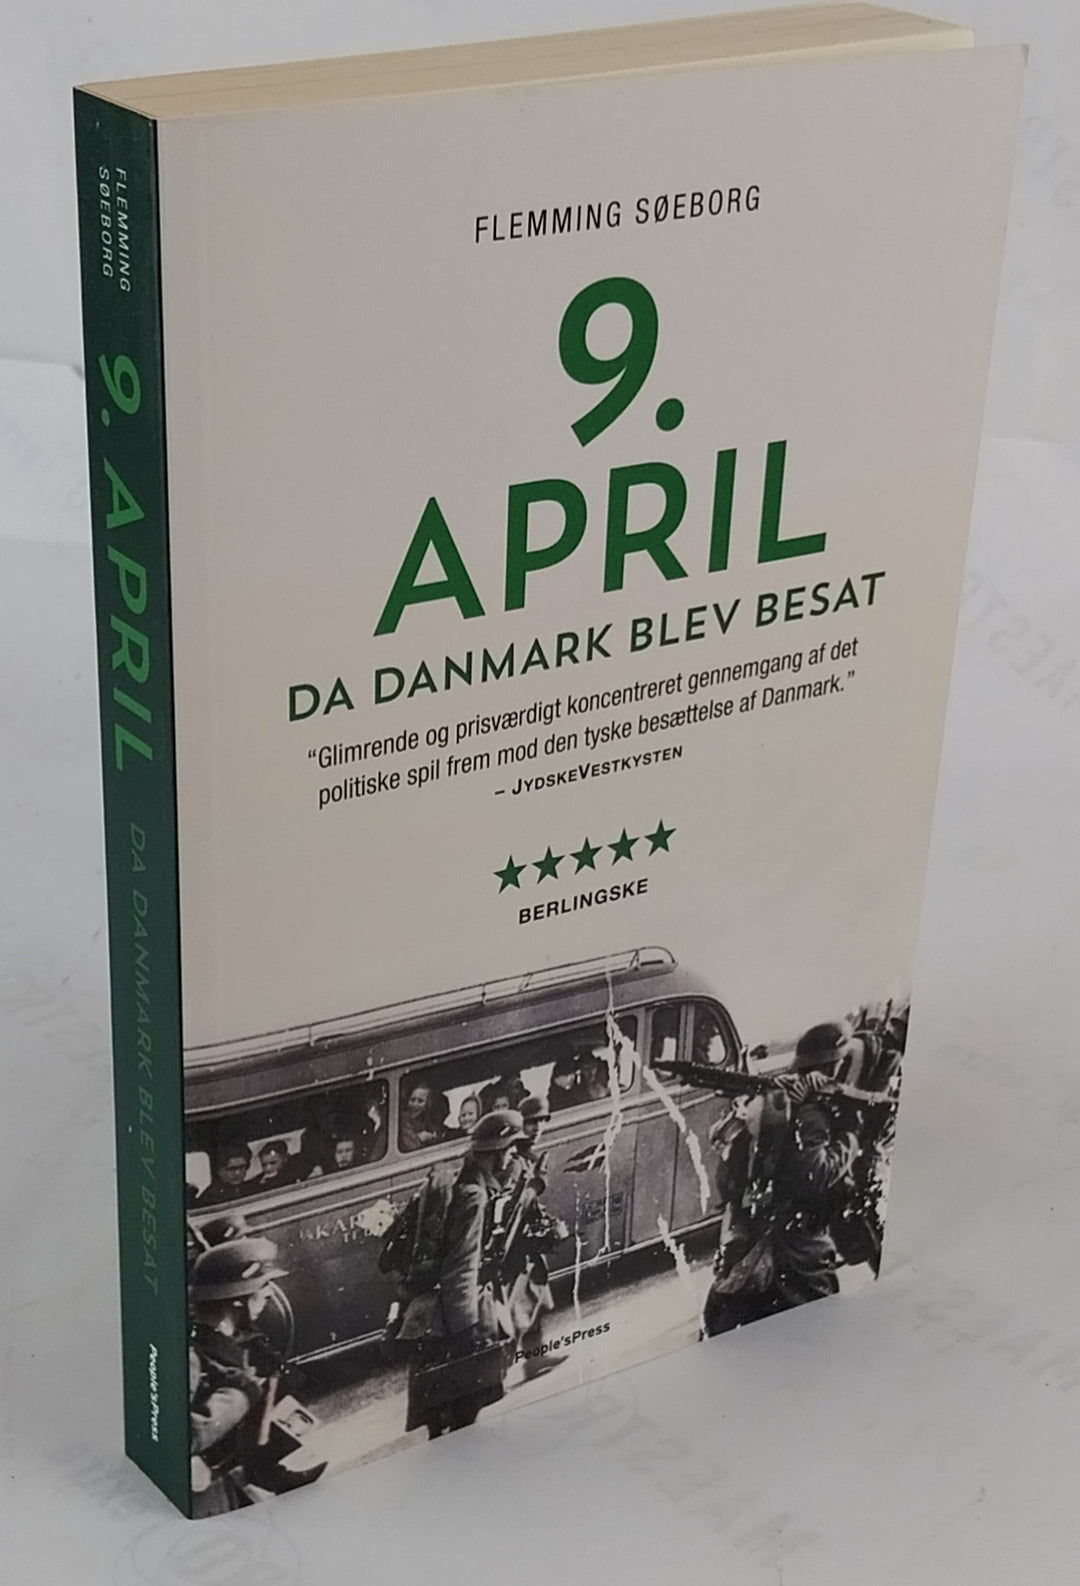 FLEMMING SØEBORG
9.
APRIL
DA DANMARK BLEV BESAT
“Glimrende og prisværdigt koncentreret gennemgang af det
politiske spil frem mod den tyske besættelse af Danmark.”
– JYDSKEVESTKYSTEN
★★★★★
BERLINGSKE
People'sPress
FLEMMING
SØEBORG
9. APRIL
DA DANMARK BLEV BESAT
People'sPress